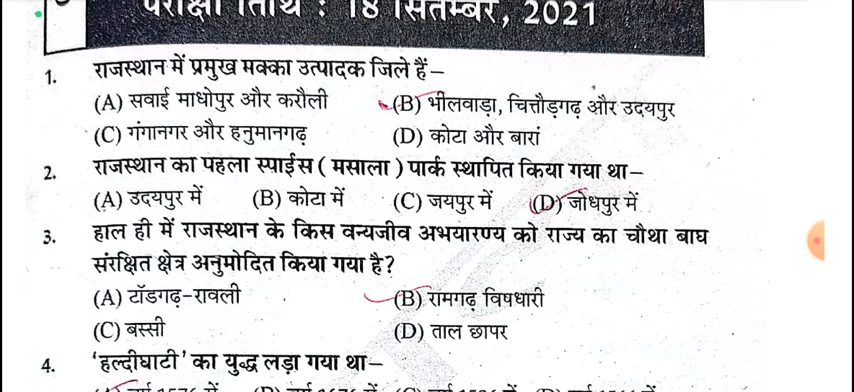 परीक्षा तिथि : 18 सितम्बर, 2021
1. राजस्थान में प्रमुख मक्का उत्पादक जिले हैं–
(A) सवाई माधोपुर और करौली (B) भीलवाड़ा, चित्तौड़गढ़ और उदयपुर
(C) गंगानगर और हनुमानगढ़ (D) कोटा और बारां
2. राजस्थान का पहला स्पाईस ( मसाला ) पार्क स्थापित किया गया था–
(A) उदयपुर में (B) कोटा में (C) जयपुर में (D) जोधपुर में
3. हाल ही में राजस्थान के किस वन्यजीव अभयारण्य को राज्य का चौथा बाघ
संरक्षित क्षेत्र अनुमोदित किया गया है?
(A) टॉडगढ़-रावली (B) रामगढ़ विषधारी
(C) बस्सी (D) ताल छापर
4. 'हल्दीघाटी' का युद्ध लड़ा गया था–